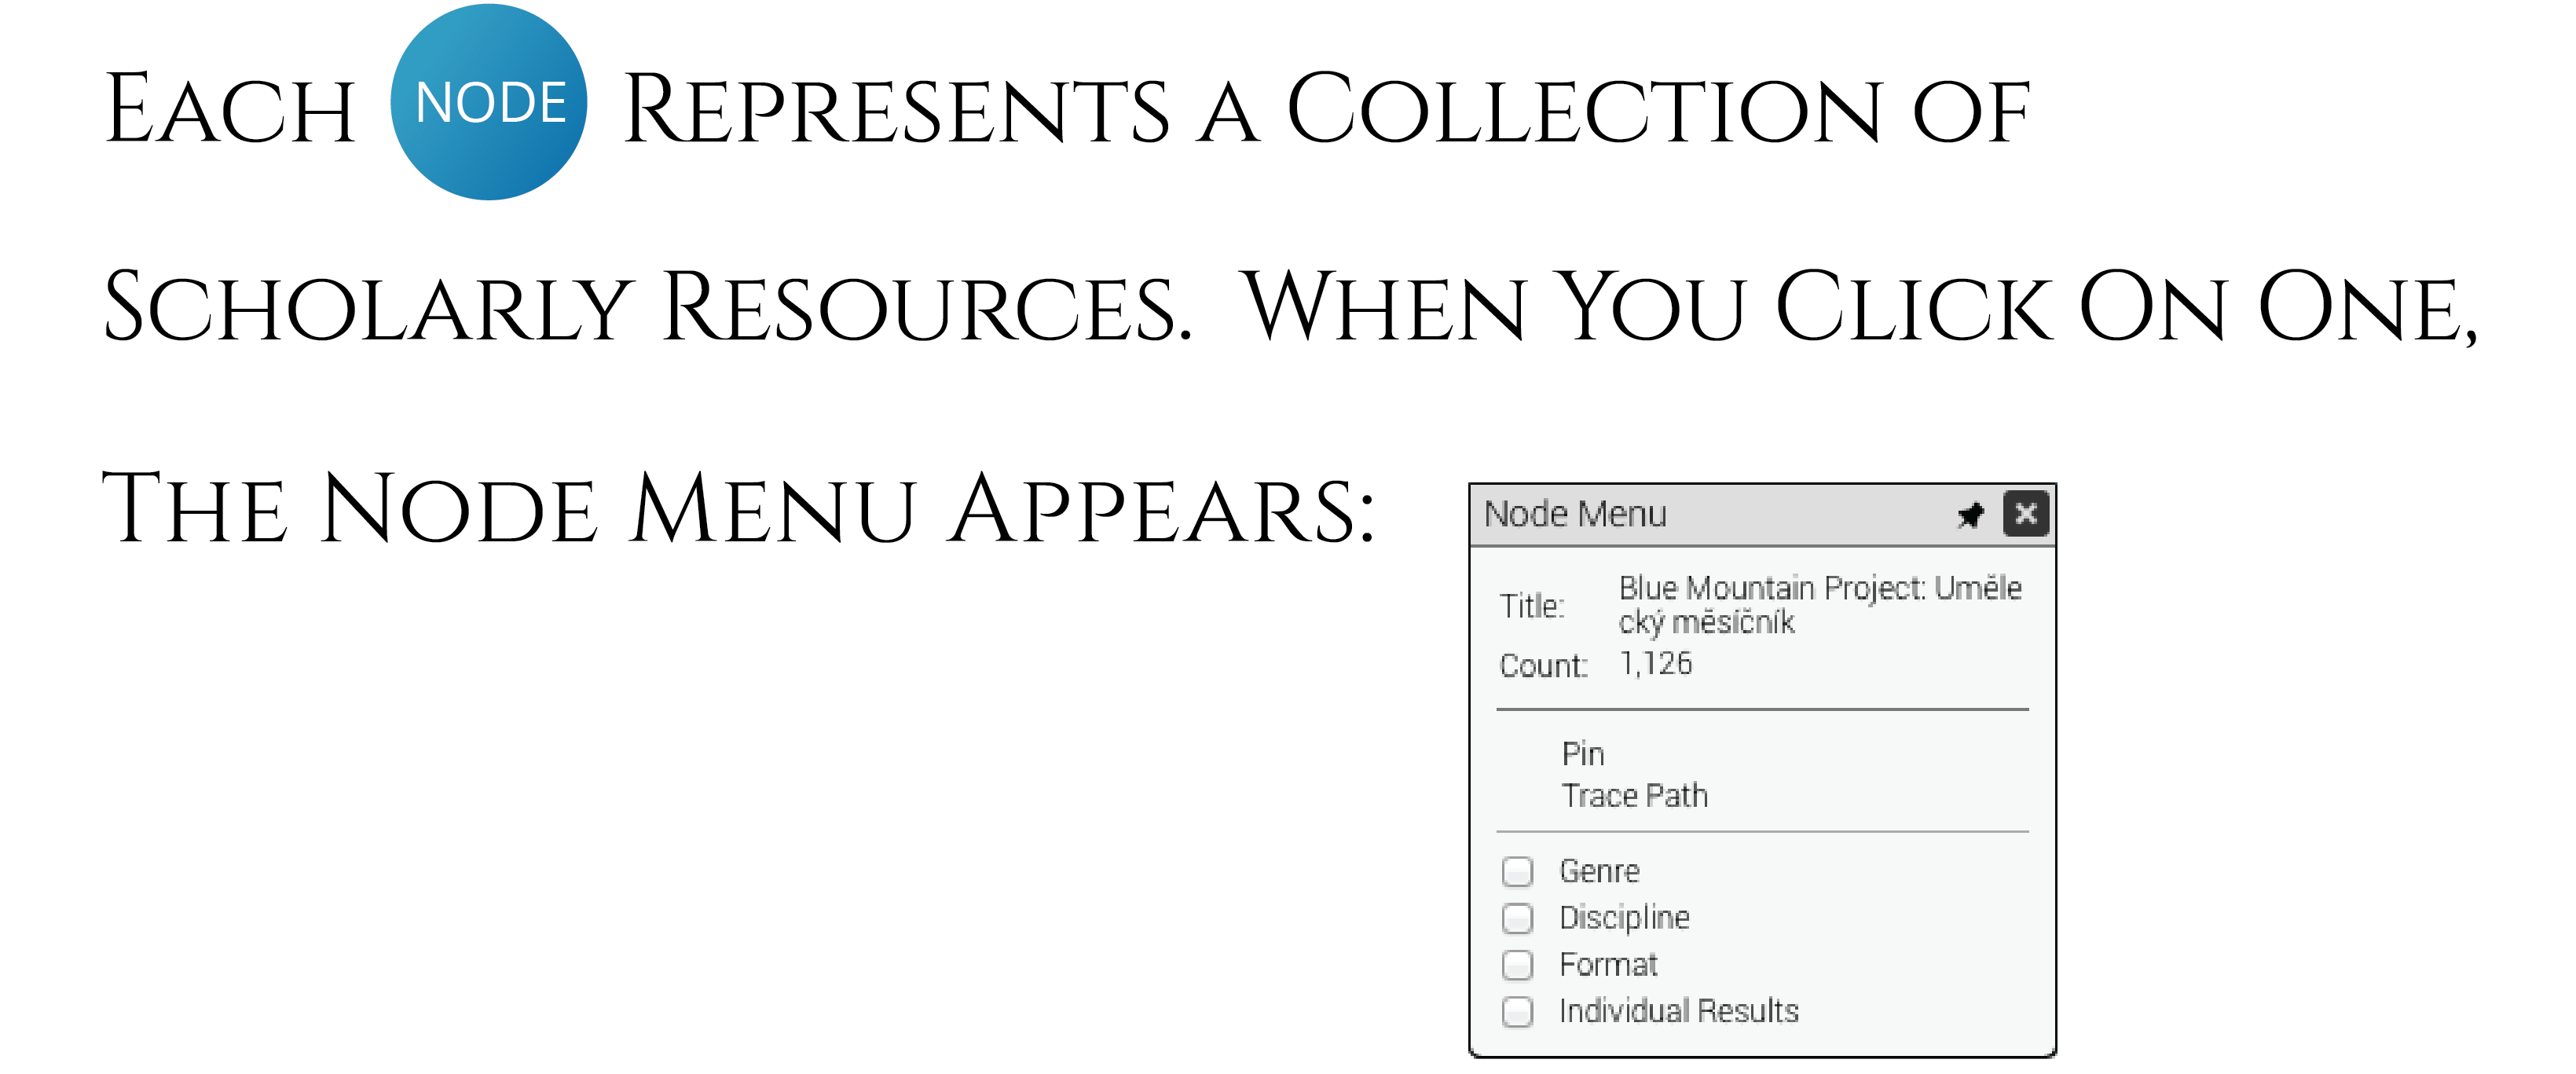 Each NODE Represents a Collection of
Scholarly Resources. When You Click On One,
The Node Menu Appears:
Node Menu
Title: Blue Mountain Project: Uměle
cký měsíčník
Count: 1,126
Pin
Trace Path
Genre
Discipline
Format
Individual Results